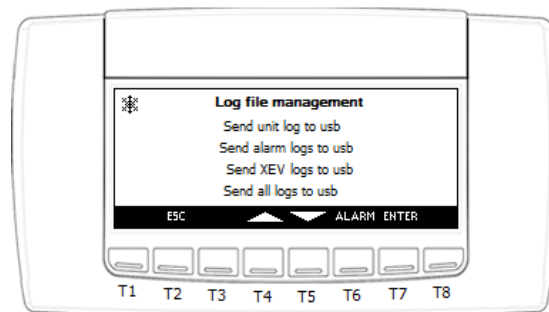 Log file management
Send unit log to usb
Send alarm logs to usb
Send XEV logs to usb
Send all logs to usb
ESC ALARM ENTER
T1 T2 T3 T4 T5 T6 T7 T8